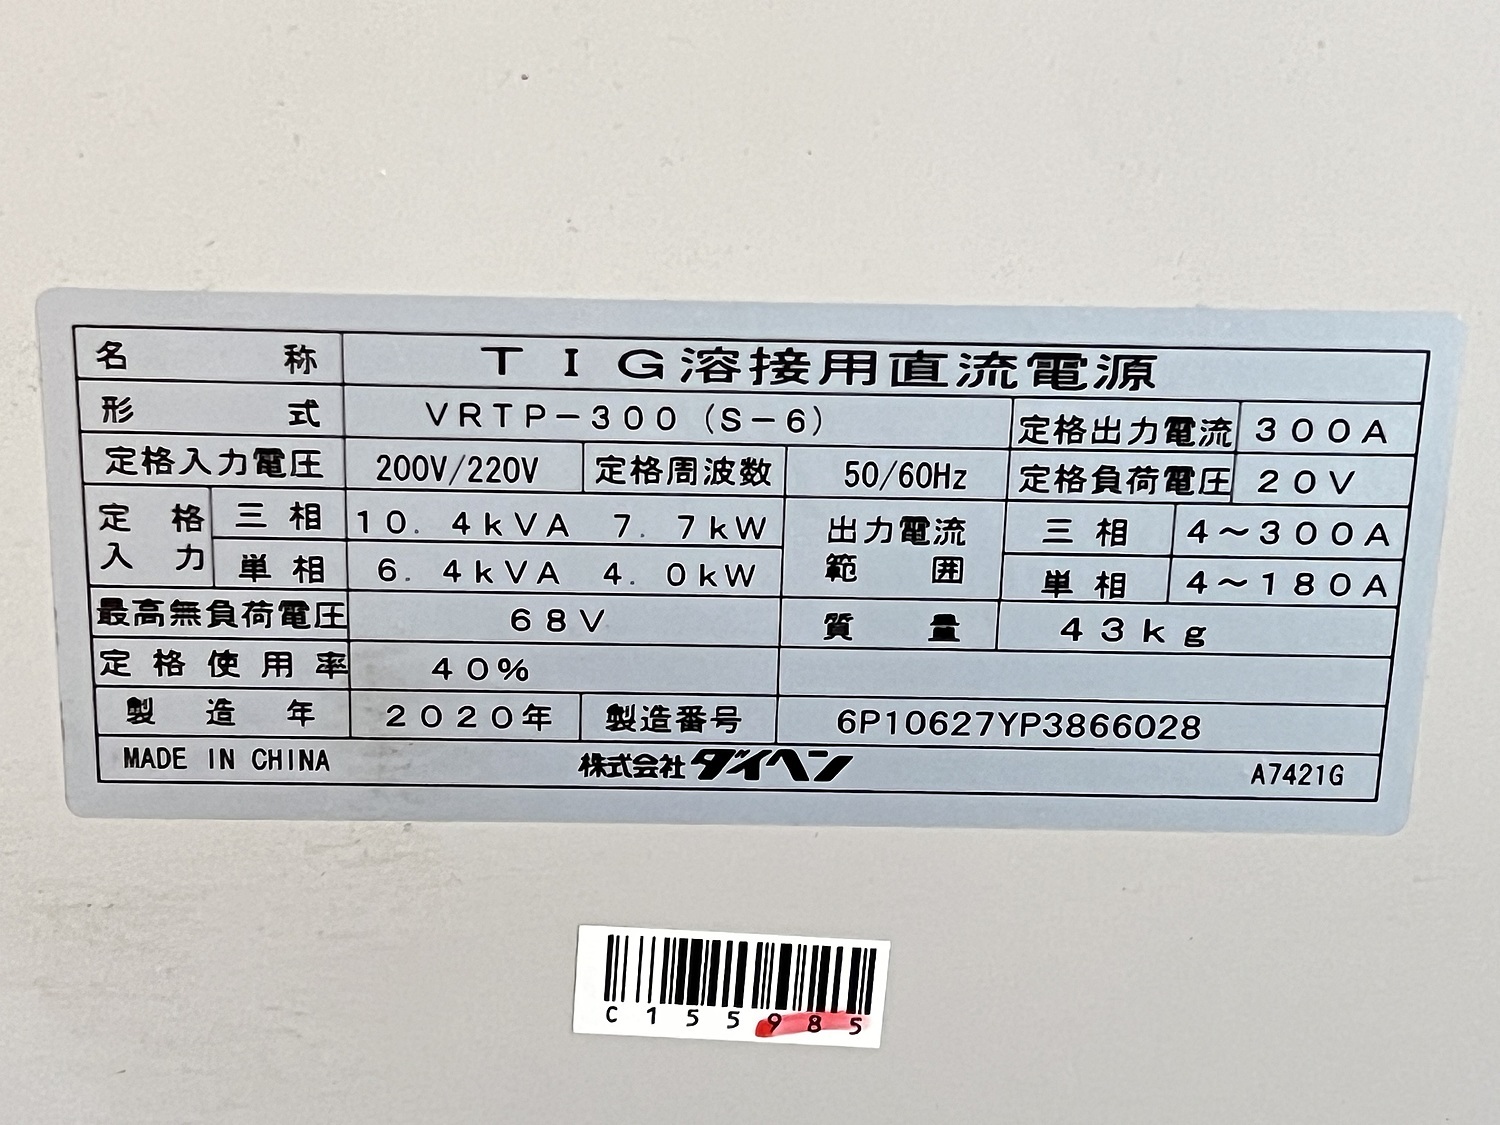 名称 TIG溶接用直流電源
形式 VRTP-300(S-6) 定格出力電流 300A
定格入力電圧 200V/220V 定格周波数 50/60Hz 定格負荷電圧 20V
定格入力 三相 10.4kVA 7.7kW 出力電流範囲 三相 4~300A
単相 6.4kVA 4.0kW 単相 4~180A
最高無負荷電圧 68V 質量 43kg
定格使用率 40%
製造年 2020年 製造番号 6P10627YP3866028
MADE IN CHINA 株式会社ダイヘン A7421G
C155985